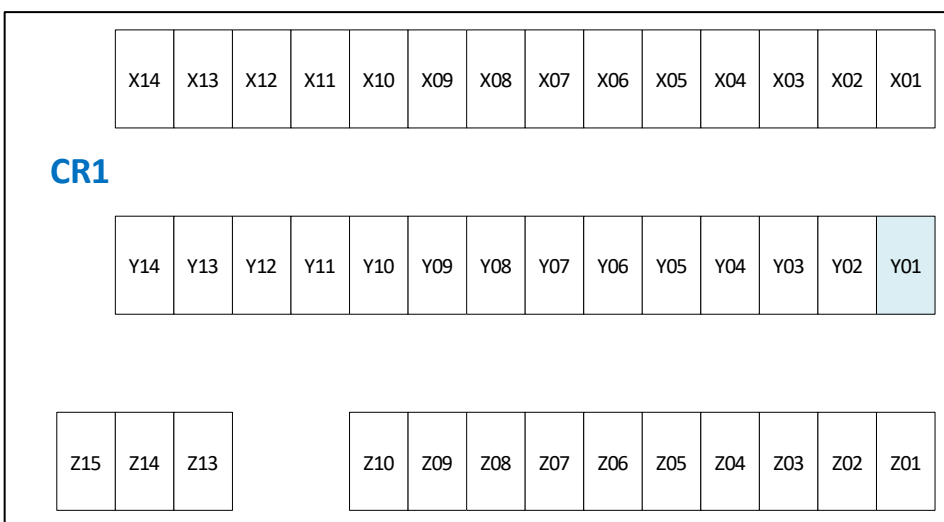 X14 X13 X12 X11 X10 X09 X08 X07 X06 X05 X04 X03 X02 X01
CR1
Y14 Y13 Y12 Y11 Y10 Y09 Y08 Y07 Y06 Y05 Y04 Y03 Y02 Y01
Z15 Z14 Z13 Z10 Z09 Z08 Z07 Z06 Z05 Z04 Z03 Z02 Z01